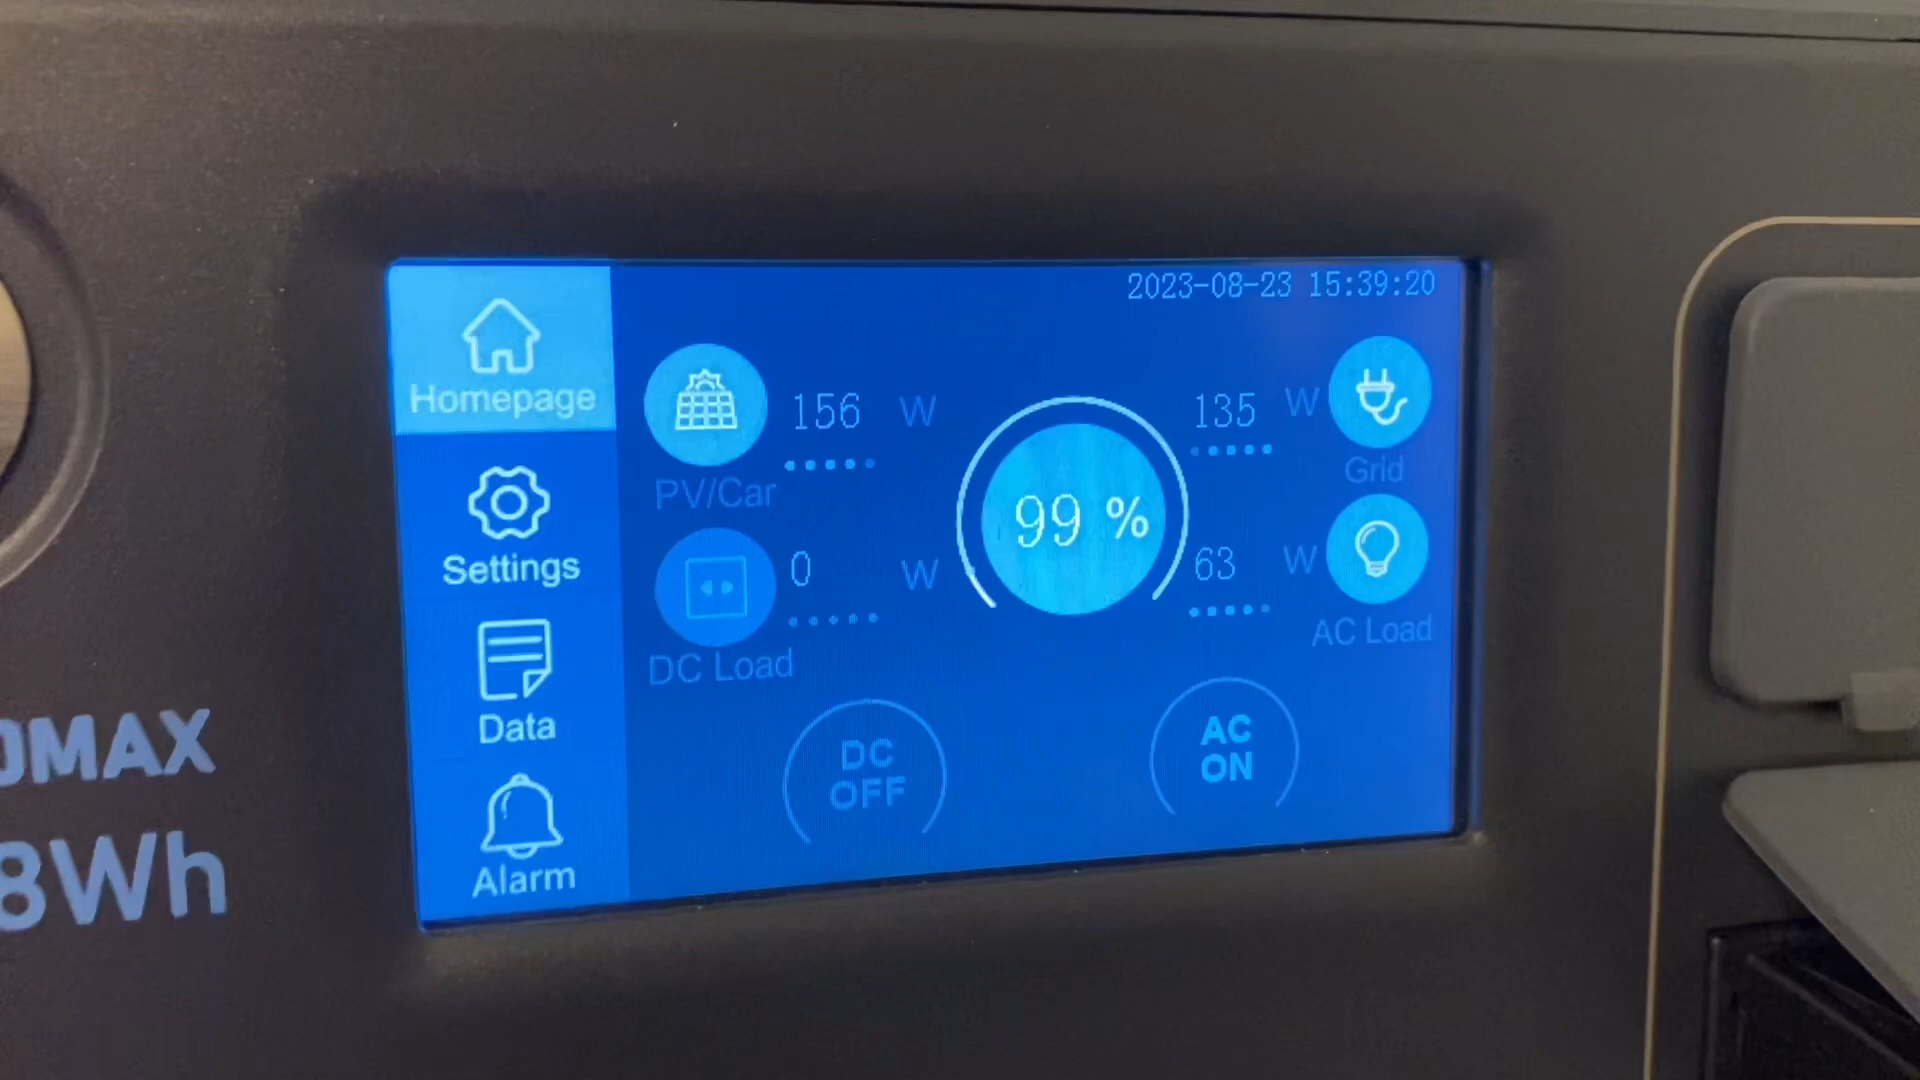 2023-08-23 15:39:20
Homepage
Settings
Data
Alarm
156 W
PV/Car
0 W
DC Load
99 %
135 W
Grid
63 W
AC Load
DC
OFF
AC
ON
MAX
8Wh